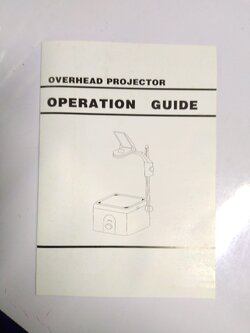 OVERHEAD PROJECTOR
OPERATION GUIDE